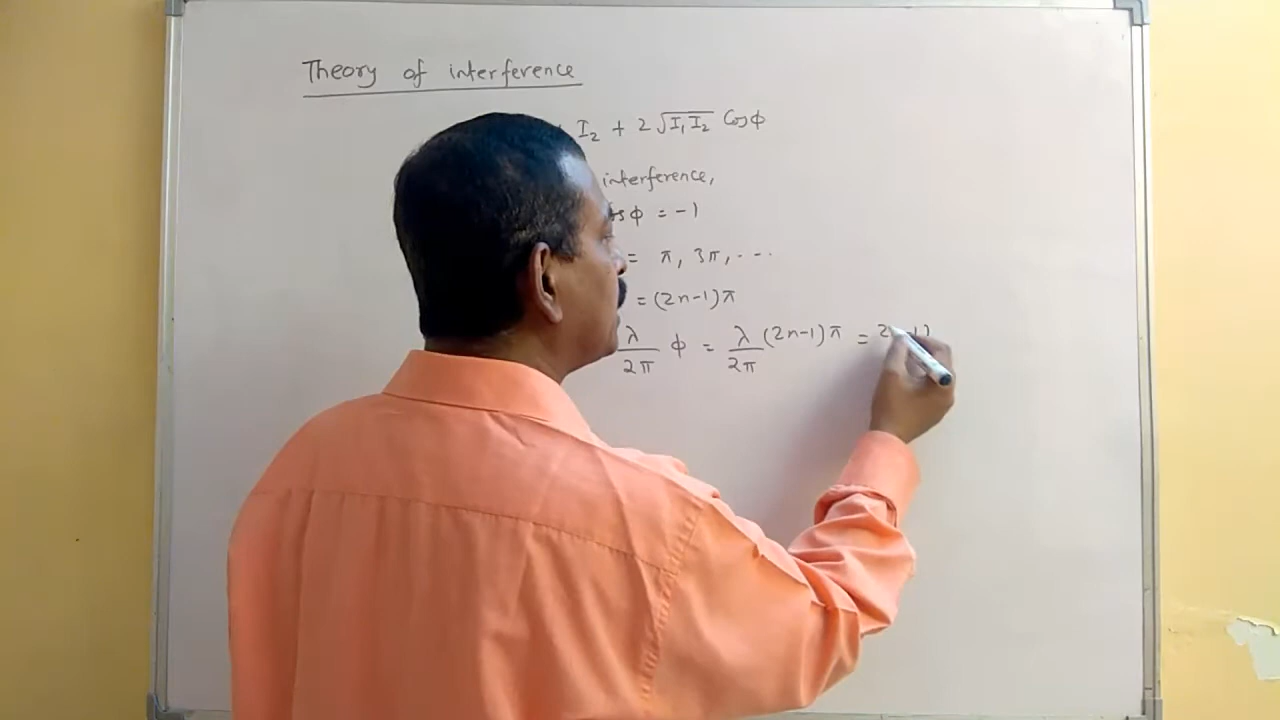 Theory of interference
I₂ + 2√I₁I₂ Cosφ
interference,
φ = -1
= π, 3π, ...
= (2n-1)π
λ/2π φ = λ/2π (2n-1)π =